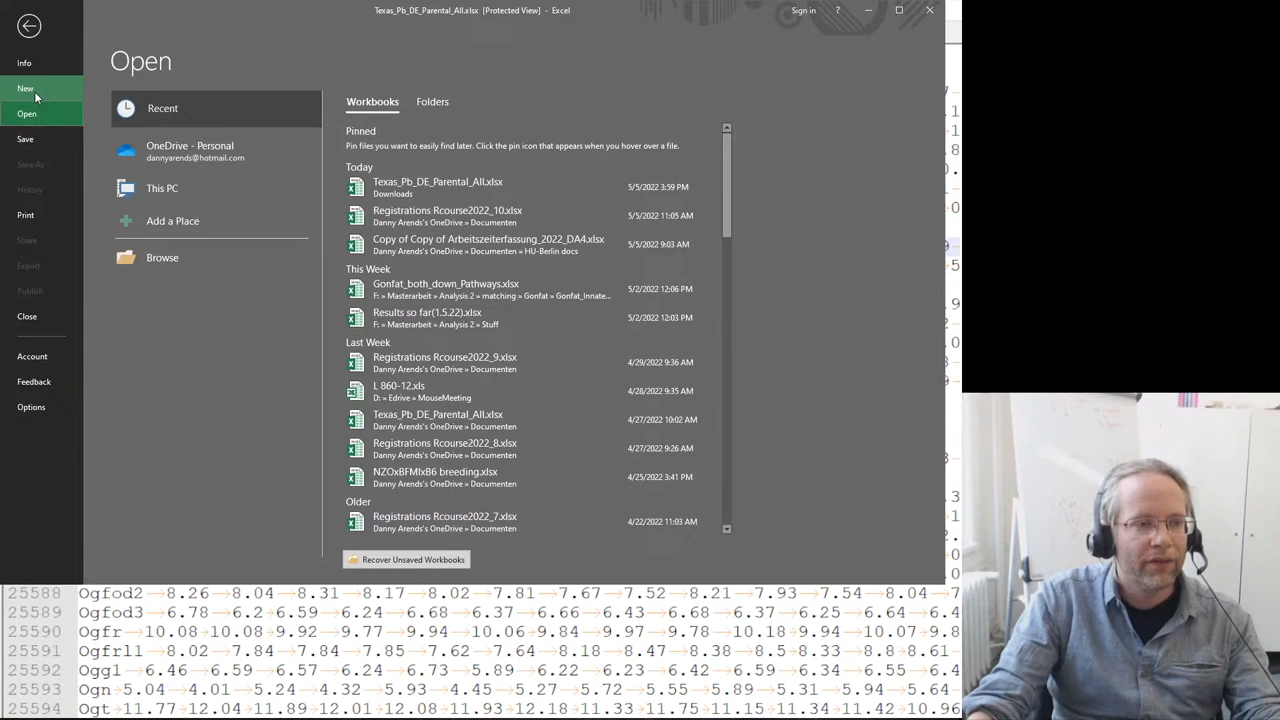 Texas_Pb_DE_Parental_All.xlsx  [Protected View]  -  Excel
Sign in
?
Info
New
Open
Save
Save As
History
Print
Share
Export
Publish
Close
Account
Feedback
Options
Open
Recent
OneDrive - Personal
dannyarends@hotmail.com
This PC
Add a Place
Browse
Workbooks
Folders
Pinned
Pin files you want to easily find later. Click the pin icon that appears when you hover over a file.
Today
Texas_Pb_DE_Parental_All.xlsx
Downloads
5/5/2022 3:59 PM
Registrations Rcourse2022_10.xlsx
Danny Arends's OneDrive » Documenten
5/5/2022 11:05 AM
Copy of Copy of Arbeitszeiterfassung_2022_DA4.xlsx
Danny Arends's OneDrive » Documenten » HU-Berlin docs
5/5/2022 9:03 AM
This Week
Gonfat_both_down_Pathways.xlsx
F: » Masterarbeit » Analysis 2 » matching » Gonfat » Gonfat_Innate...
5/2/2022 12:06 PM
Results so far(1.5.22).xlsx
F: » Masterarbeit » Analysis 2 » Stuff
5/2/2022 12:03 PM
Last Week
Registrations Rcourse2022_9.xlsx
Danny Arends's OneDrive » Documenten
4/29/2022 9:36 AM
L 860-12.xls
D: » Edrive » MouseMeeting
4/28/2022 9:35 AM
Texas_Pb_DE_Parental_All.xlsx
Danny Arends's OneDrive » Documenten
4/27/2022 10:02 AM
Registrations Rcourse2022_8.xlsx
Danny Arends's OneDrive » Documenten
4/27/2022 9:26 AM
NZOxBFMIxB6 breeding.xlsx
Danny Arends's OneDrive » Documenten
4/25/2022 3:41 PM
Older
Registrations Rcourse2022_7.xlsx
Danny Arends's OneDrive » Documenten
4/22/2022 11:03 AM
Recover Unsaved Workbooks
25588 Ogfod2→8.26→8.04→8.31→8.17→8.02→7.81→7.67→7.52→8.21→7.93→7.54→8.04→7
25589 Ogfod3→6.78→6.2→6.59→6.24→6.68→6.37→6.66→6.43→6.68→6.37→6.25→6.64→6.4
25590 Ogfr→10.08→10.08→9.92→9.77→9.94→10.06→9.84→9.97→9.78→10.18→9.94→10.07→9.8
25591 Ogfrl1→8.02→7.84→7.84→7.85→7.62→7.64→8.18→8.47→8.38→8.5→8.33→8.8→8.61
25592 Ogg1→6.46→6.59→6.57→6.24→6.73→5.89→6.22→6.23→6.42→6.59→6.34→6.55→6.4
25593 Ogn→5.04→4.01→5.24→4.32→5.93→4.45→5.27→5.72→5.55→5.89→5.31→5.94→5.64
25594 Ogt→11.77→12.04→11.89→12.01→12.08→12.18→11.33→11.75→11.15→11.34→11.42→10.96